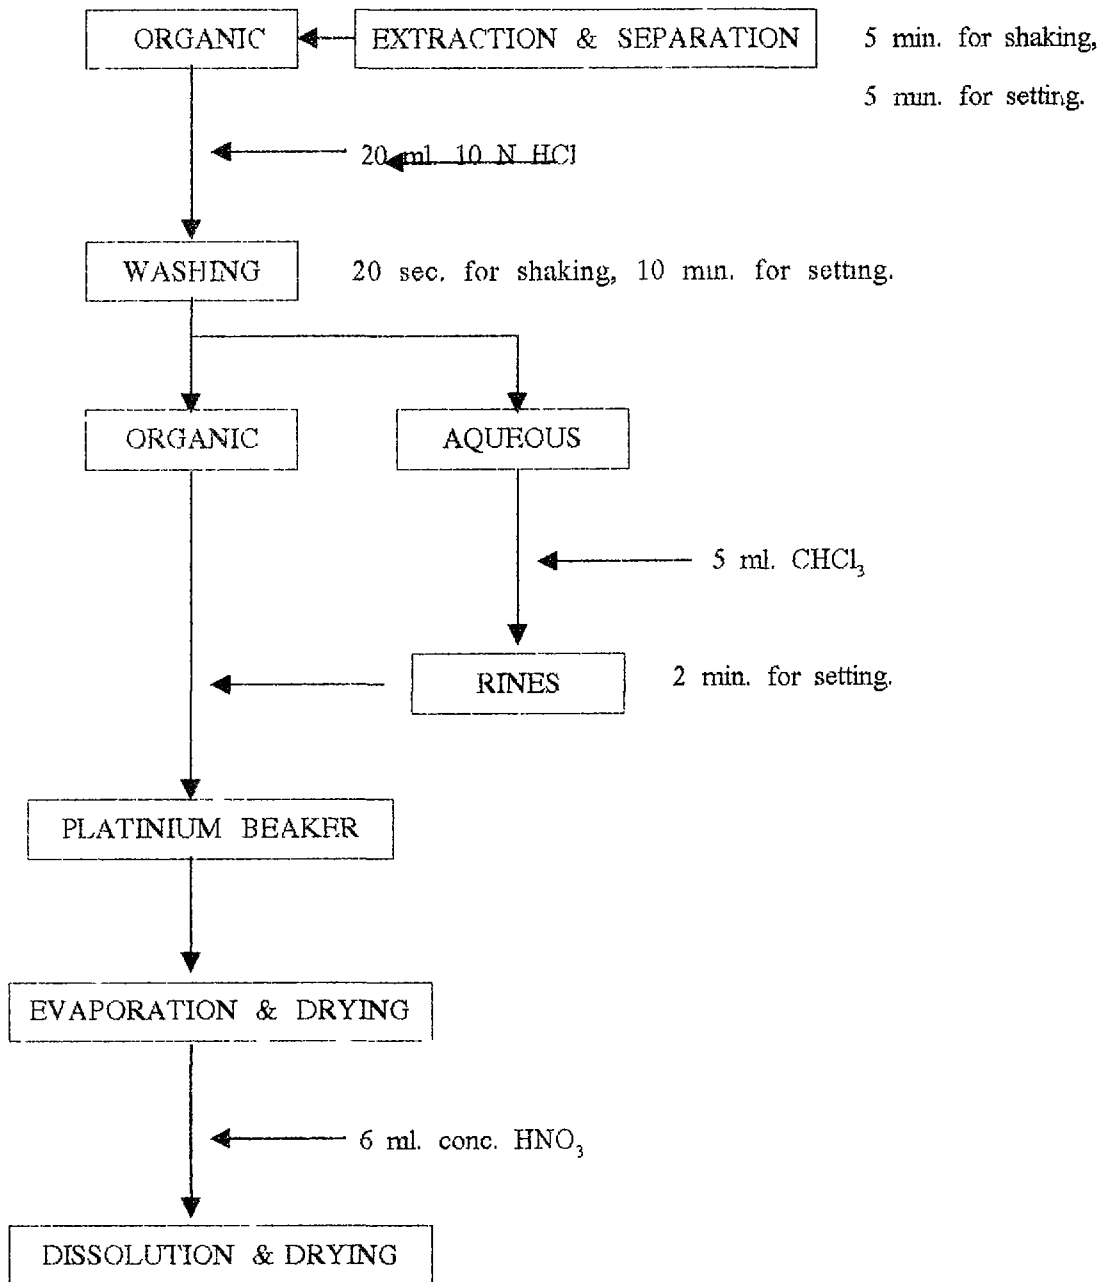 ORGANIC
EXTRACTION & SEPARATION
5 min. for shaking,
5 min. for setting.
20 ml. 10 N HCl
WASHING
20 sec. for shaking, 10 min. for setting.
ORGANIC
AQUEOUS
5 ml. CHCl₃
RINES
2 min. for setting.
PLATINIUM BEAKER
EVAPORATION & DRYING
6 ml. conc. HNO₃
DISSOLUTION & DRYING